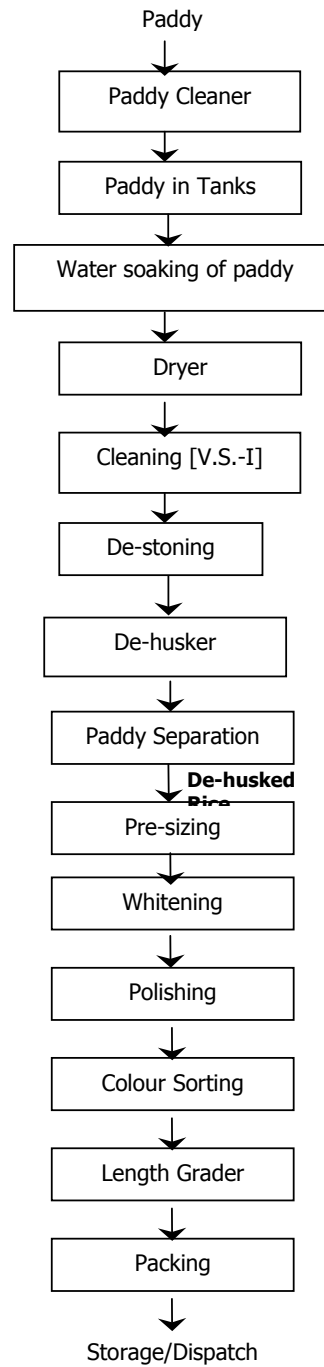 Paddy
Paddy Cleaner
Paddy in Tanks
Water soaking of paddy
Dryer
Cleaning [V.S.-I]
De-stoning
De-husker
Paddy Separation
De-husked
Rice
Pre-sizing
Whitening
Polishing
Colour Sorting
Length Grader
Packing
Storage/Dispatch